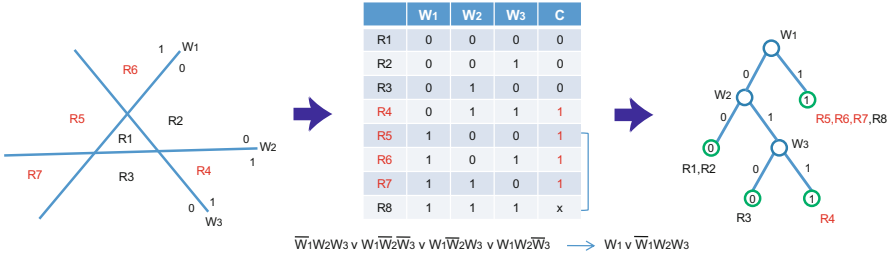 1 W1
0
R6
R5
R2
R1
0
W2
1
R7
R3
R4
0 1
W3
W1 W2 W3 C
R1 0 0 0 0
R2 0 0 1 0
R3 0 1 0 0
R4 0 1 1 1
R5 1 0 0 1
R6 1 0 1 1
R7 1 1 0 1
R8 1 1 1 x
W̅1W2W3 v W1W̅2W̅3 v W1W̅2W3 v W1W2W̅3 → W1 v W̅1W2W3
W1
0 1
W2 1
R5,R6,R7,R8
0 1
0 W3
R1,R2
0 1
0 1
R3 R4